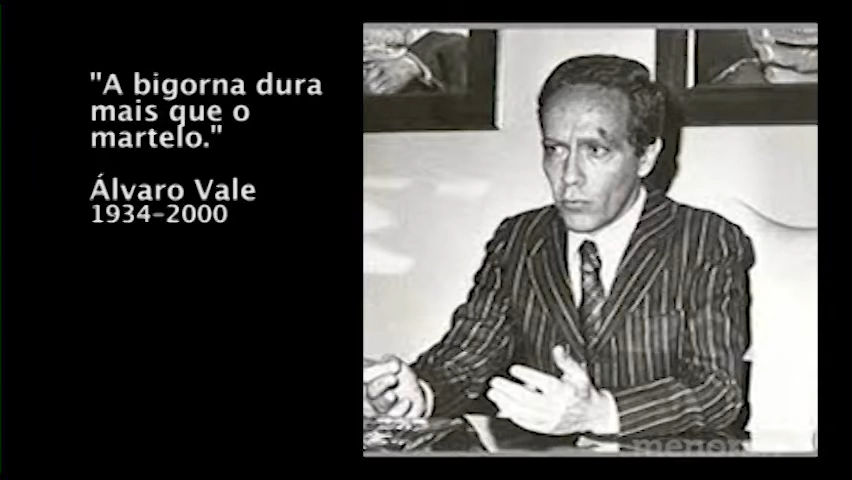 "A bigorna dura
mais que o
martelo."
Álvaro Vale
1934-2000